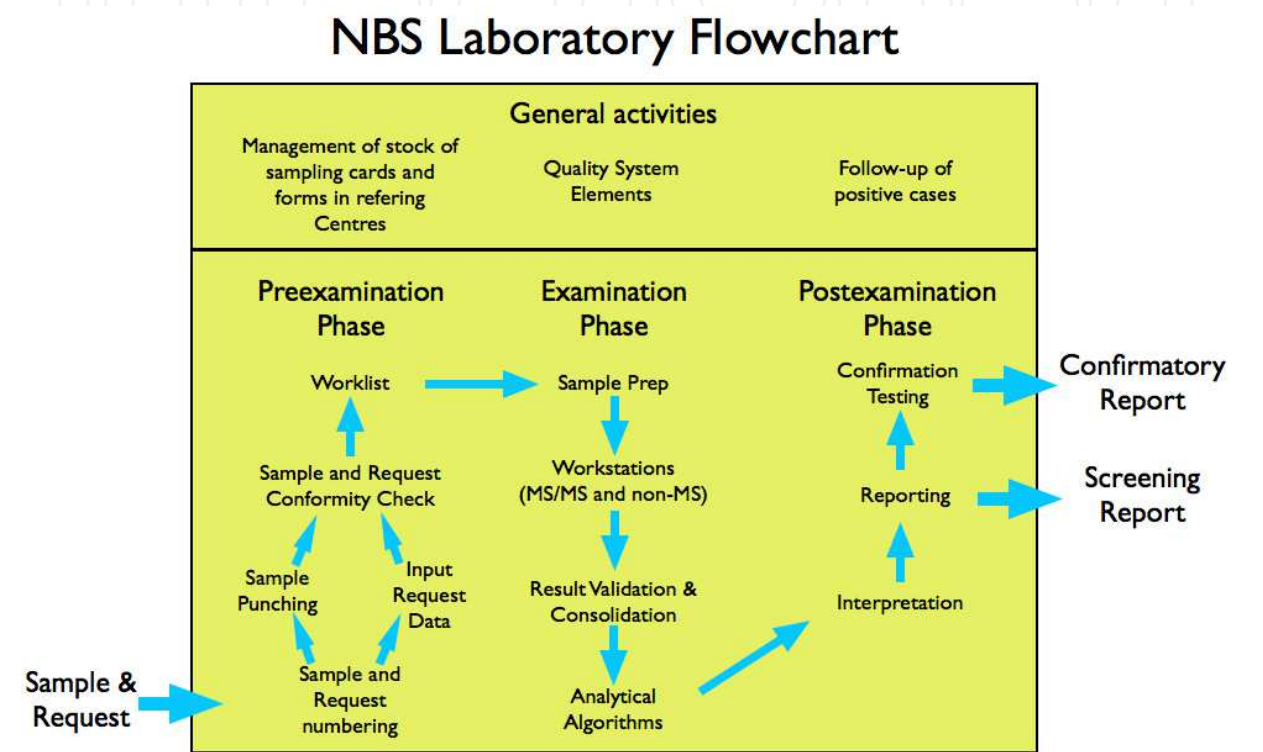 NBS Laboratory Flowchart
General activities
Management of stock of
sampling cards and
forms in refering
Centres
Quality System
Elements
Follow-up of
positive cases
Preexamination
Phase
Worklist
Sample and Request
Conformity Check
Sample
Punching
Input
Request
Data
Sample and
Request
numbering
Sample &
Request
Examination
Phase
Sample Prep
Workstations
(MS/MS and non-MS)
Result Validation &
Consolidation
Analytical
Algorithms
Postexamination
Phase
Confirmation
Testing
Reporting
Interpretation
Confirmatory
Report
Screening
Report